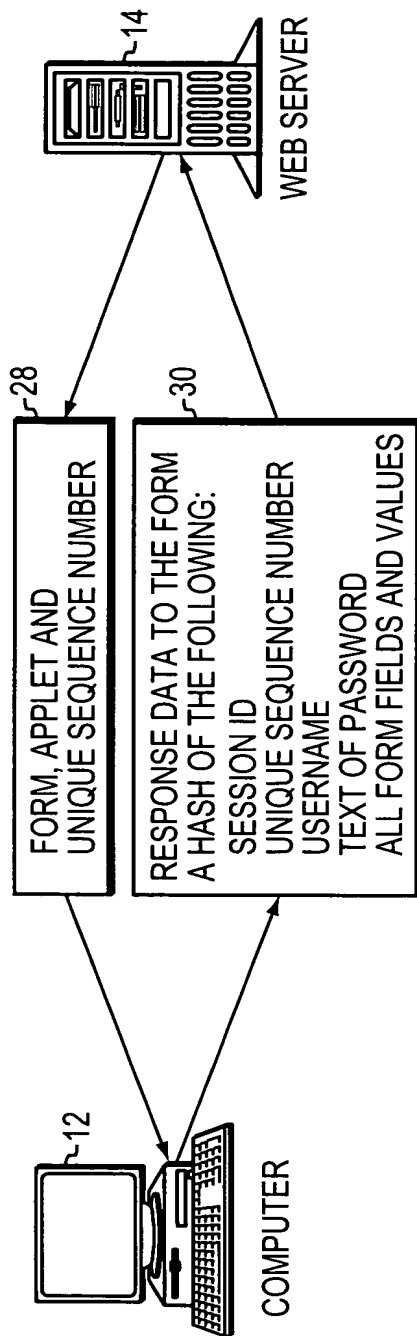 12
COMPUTER
28
FORM, APPLET AND
UNIQUE SEQUENCE NUMBER
30
RESPONSE DATA TO THE FORM
A HASH OF THE FOLLOWING:
SESSION ID
UNIQUE SEQUENCE NUMBER
USERNAME
TEXT OF PASSWORD
ALL FORM FIELDS AND VALUES
14
WEB SERVER